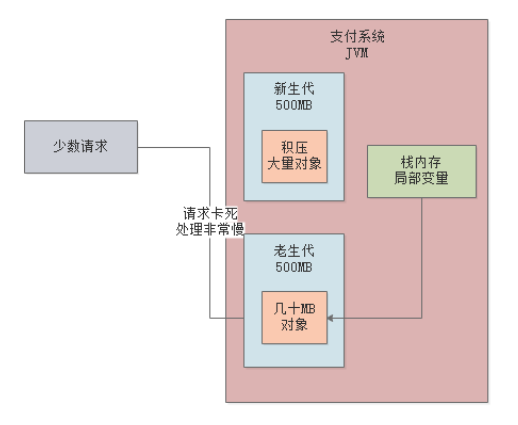 支付系统
JVM
新生代
500MB
积压
大量对象
少数请求
栈内存
局部变量
请求卡死
处理非常慢
老生代
500MB
几十MB
对象